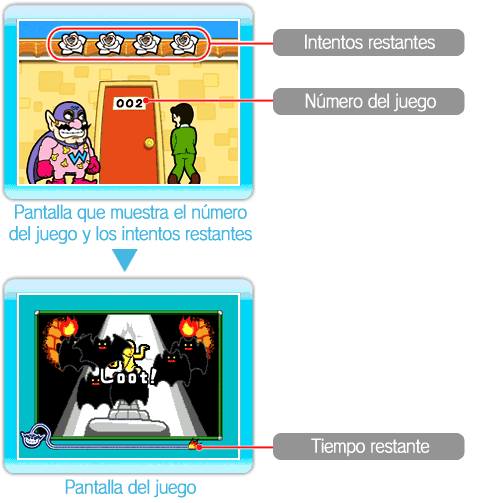 Intentos restantes
002
Número del juego
W
Pantalla que muestra el número
del juego y los intentos restantes
Loot!
Tiempo restante
Pantalla del juego